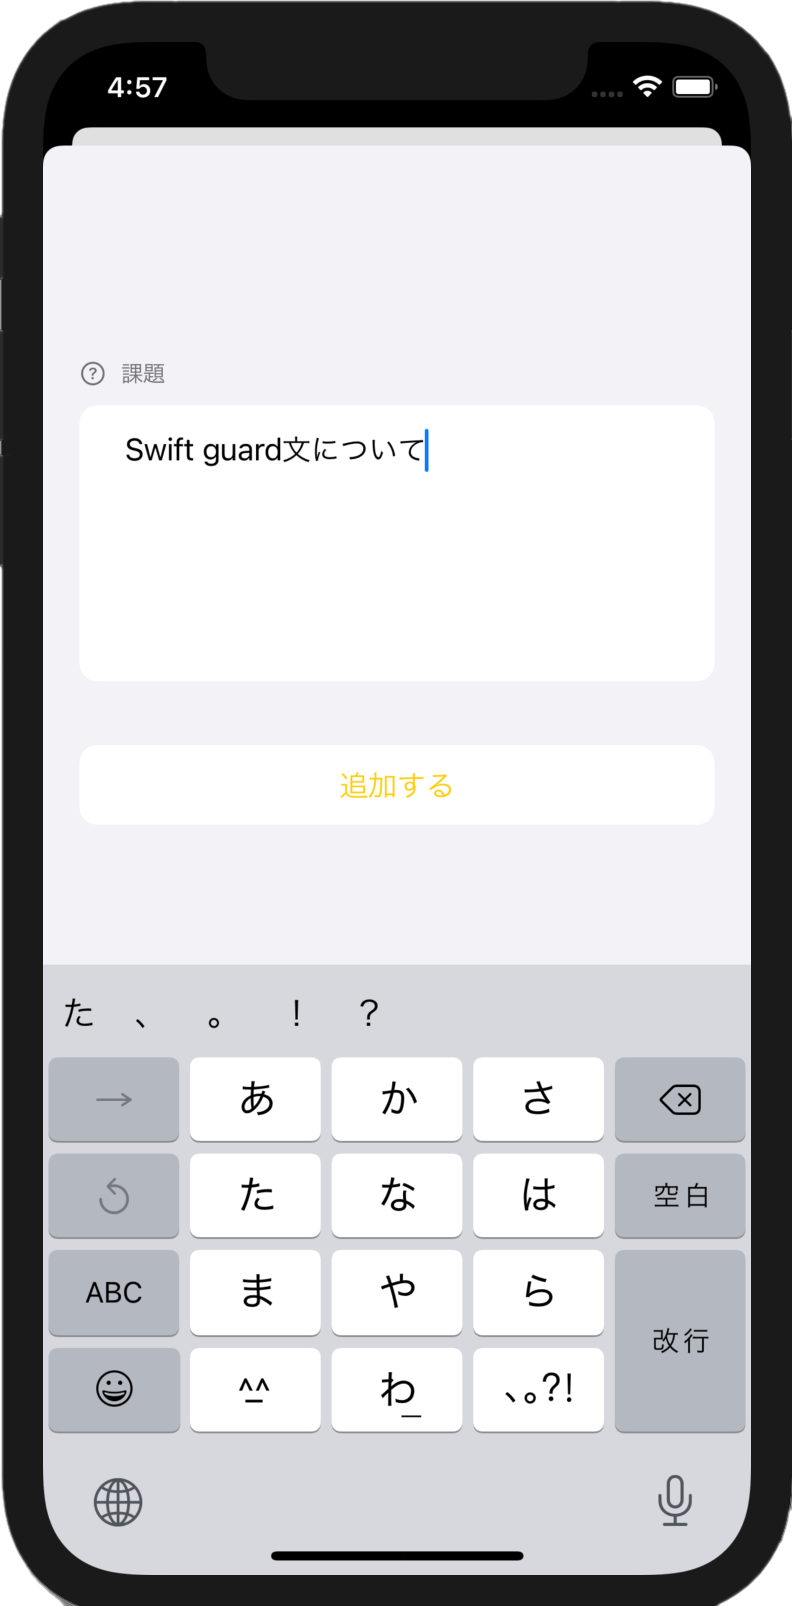 4:57
課題
Swift guard文について
追加する
た 、 。 ! ?
→ あ か さ
た な は 空白
ABC ま や ら
^^ わ_ 、。?! 改行